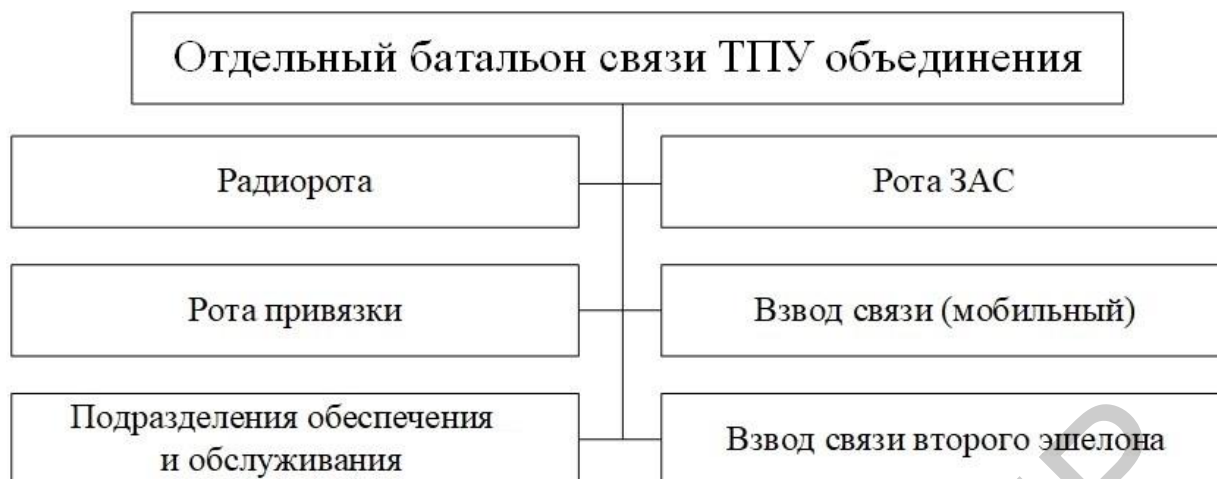 Отдельный батальон связи ТПУ объединения
Радиорота
Рота ЗАС
Рота привязки
Взвод связи (мобильный)
Подразделения обеспечения
и обслуживания
Взвод связи второго эшелона